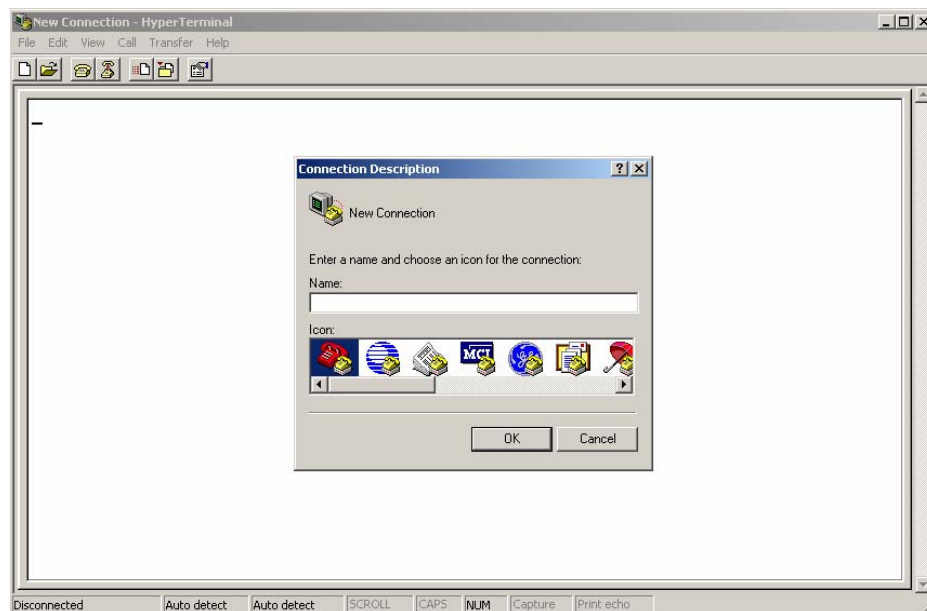 New Connection - HyperTerminal
File Edit View Call Transfer Help
Connection Description
New Connection
Enter a name and choose an icon for the connection:
Name:
Icon:
MCI
OK Cancel
Disconnected Auto detect Auto detect SCROLL CAPS NUM Capture Print echo